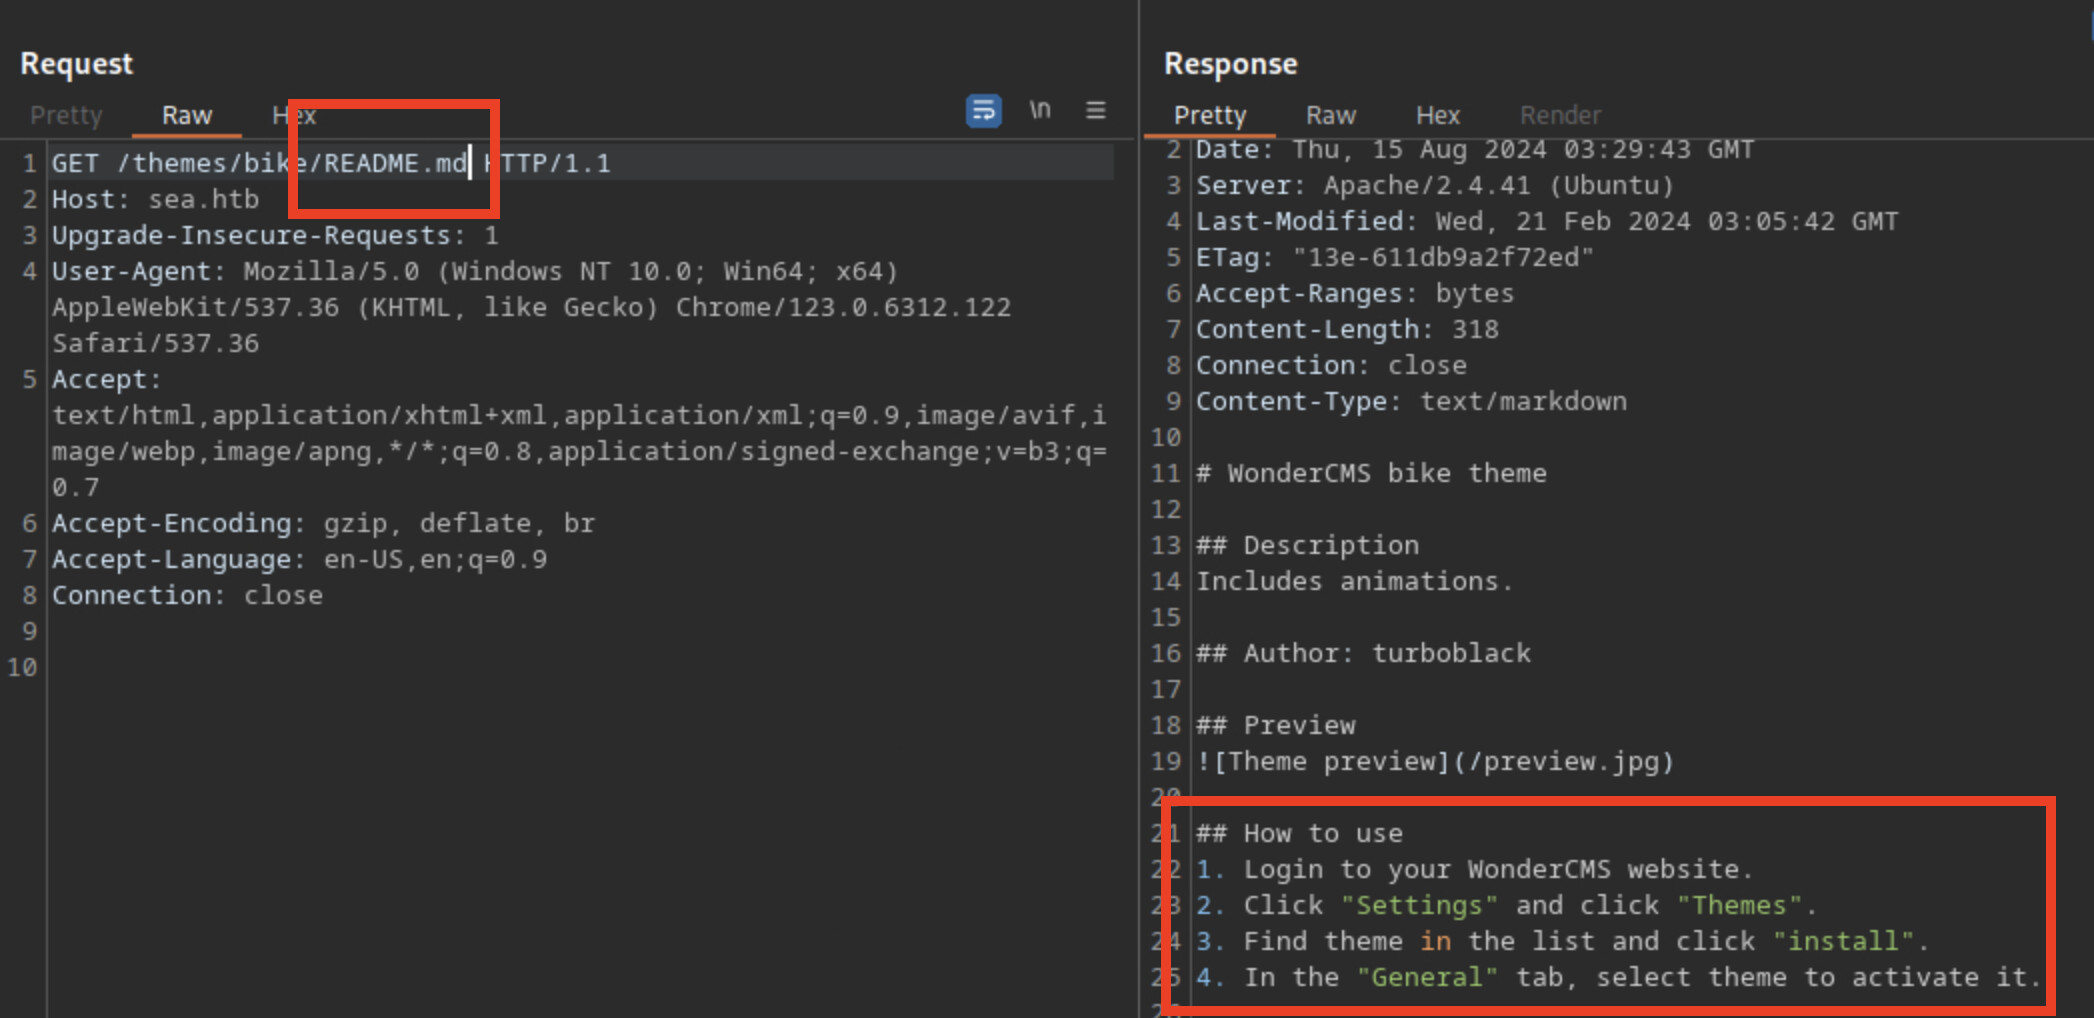 Request
Pretty Raw Hex \n
1 GET /themes/bike/README.md HTTP/1.1
2 Host: sea.htb
3 Upgrade-Insecure-Requests: 1
4 User-Agent: Mozilla/5.0 (Windows NT 10.0; Win64; x64)
AppleWebKit/537.36 (KHTML, like Gecko) Chrome/123.0.6312.122
Safari/537.36
5 Accept:
text/html,application/xhtml+xml,application/xml;q=0.9,image/avif,i
mage/webp,image/apng,*/*;q=0.8,application/signed-exchange;v=b3;q=
0.7
6 Accept-Encoding: gzip, deflate, br
7 Accept-Language: en-US,en;q=0.9
8 Connection: close
9
10
Response
Pretty Raw Hex Render
2 Date: Thu, 15 Aug 2024 03:29:43 GMT
3 Server: Apache/2.4.41 (Ubuntu)
4 Last-Modified: Wed, 21 Feb 2024 03:05:42 GMT
5 ETag: "13e-611db9a2f72ed"
6 Accept-Ranges: bytes
7 Content-Length: 318
8 Connection: close
9 Content-Type: text/markdown
10
11 # WonderCMS bike theme
12
13 ## Description
14 Includes animations.
15
16 ## Author: turboblack
17
18 ## Preview
19 ![Theme preview](/preview.jpg)
20
21 ## How to use
22 1. Login to your WonderCMS website.
23 2. Click "Settings" and click "Themes".
24 3. Find theme in the list and click "install".
25 4. In the "General" tab, select theme to activate it.